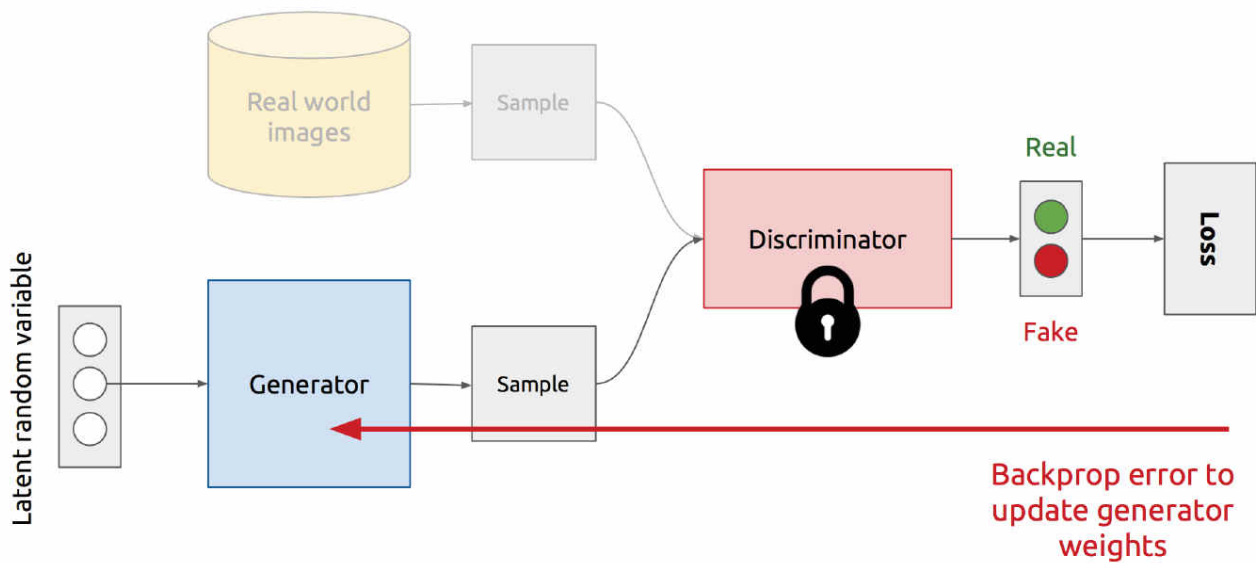 Real world
images
Sample
Real
Discriminator
Loss
Fake
Latent random variable
Generator
Sample
Backprop error to
update generator
weights